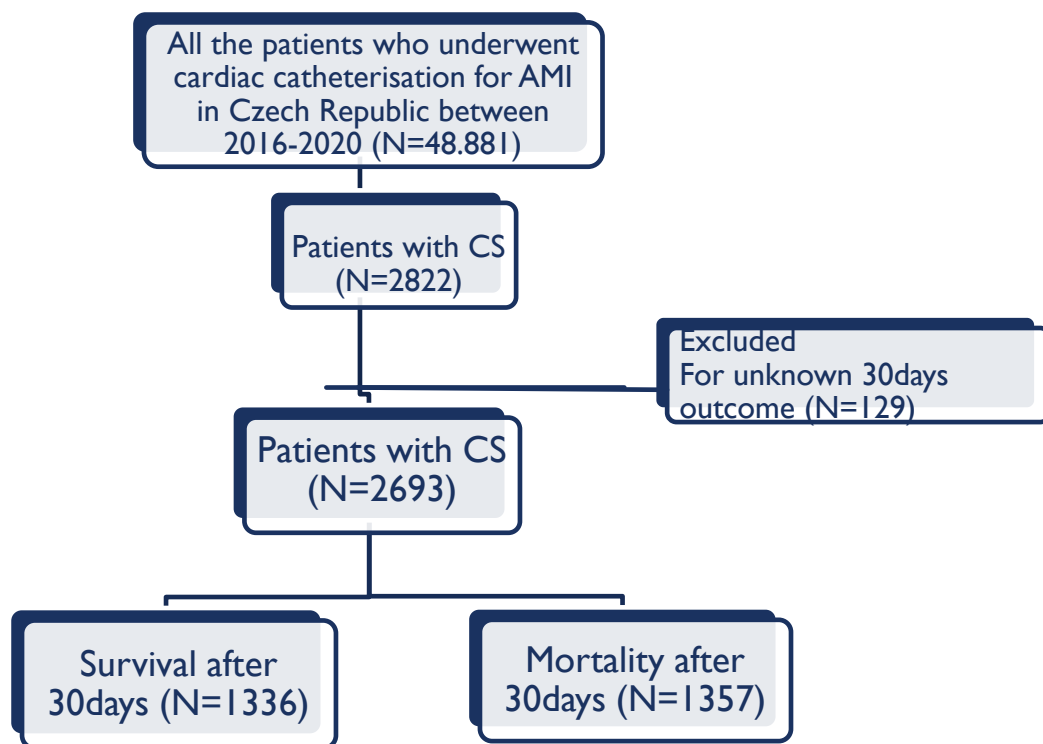 All the patients who underwent
cardiac catheterisation for AMI
in Czech Republic between
2016-2020 (N=48.881)
Patients with CS
(N=2822)
Excluded
For unknown 30days
outcome (N=129)
Patients with CS
(N=2693)
Survival after
30days (N=1336)
Mortality after
30days (N=1357)